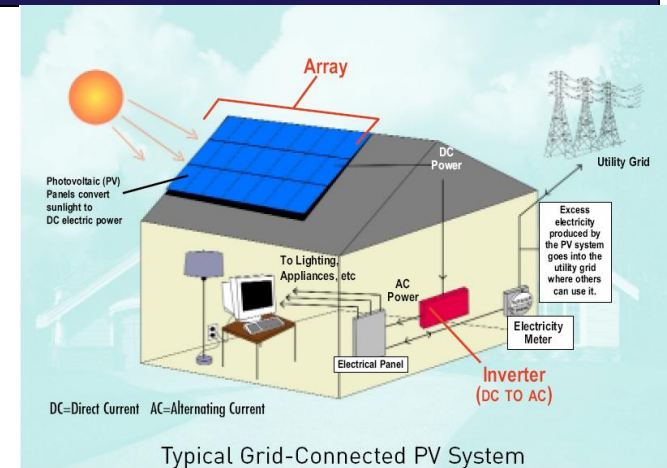 Array
DC
Power
Utility Grid
Photovoltaic (PV)
Panels convert
sunlight to
DC electric power
Excess
electricity
produced by
the PV system
goes into the
utility grid
where others
can use it.
To Lighting,
Appliances, etc
AC
Power
Electricity
Meter
Electrical Panel
Inverter
(DC TO AC)
DC=Direct Current AC=Alternating Current
Typical Grid-Connected PV System